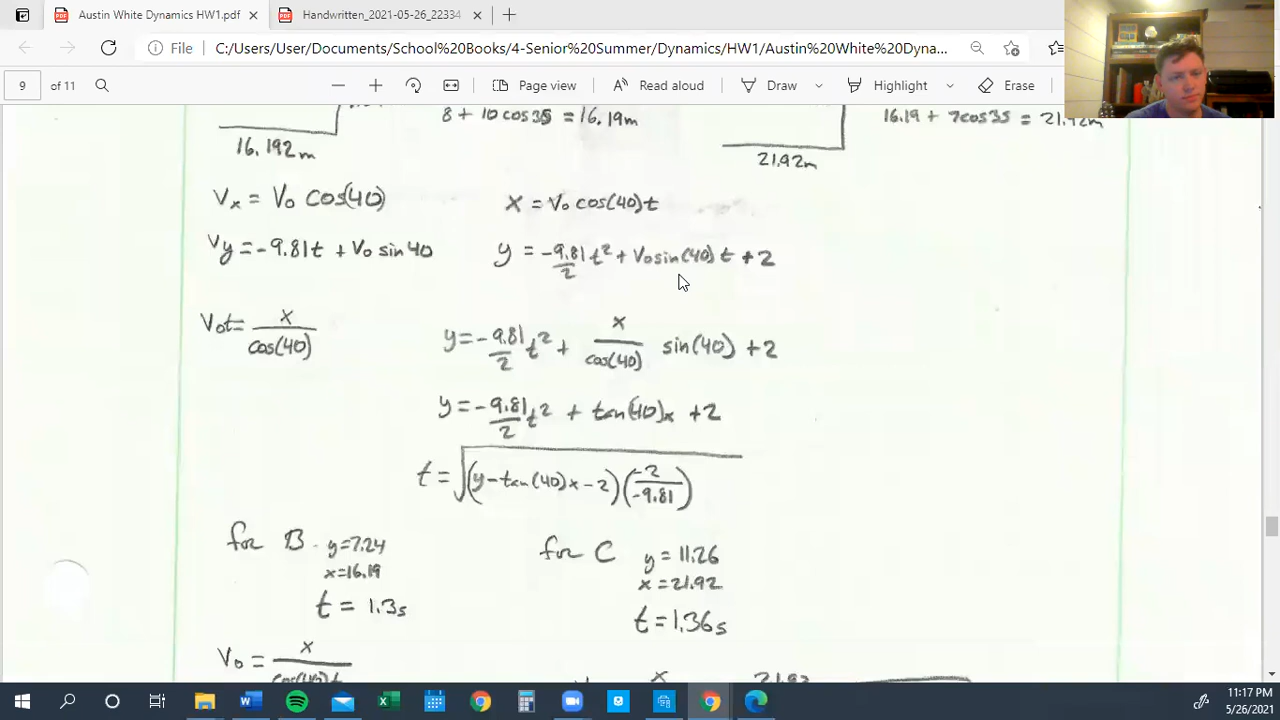 Austin White Dynamics HW1.pdf
Handwritten_2021-05-26_22334
File
C:/Users/User/Documents/School%20Books/4-Senior%20Summer/Dynamics/HW1/Austin%20White%20Dyna...
9 of 11
Page view
Read aloud
Draw
Highlight
Erase
8 + 10 cos35 = 16.19m
16.19 + 7cos35 = 21.92m
16.192m
21.92m
Vx = Vo cos(40)
x = Vo cos(40)t
Vy = -9.81t + Vo sin 40
y = -9.81/2 t² + Vosin(40) t + 2
Vot = x/cos(40)
y = -9.81/2 t² + x/cos(40) sin(40) + 2
y = -9.81/2 t² + tan(40)x + 2
t = √(y - tan(40)x - 2)(-2/-9.81)
for B y = 7.24
x = 16.19
t = 1.3s
for C y = 11.26
x = 21.92
t = 1.36s
Vo = x/cos(40)t
x
21.92
11:17 PM
5/26/2021